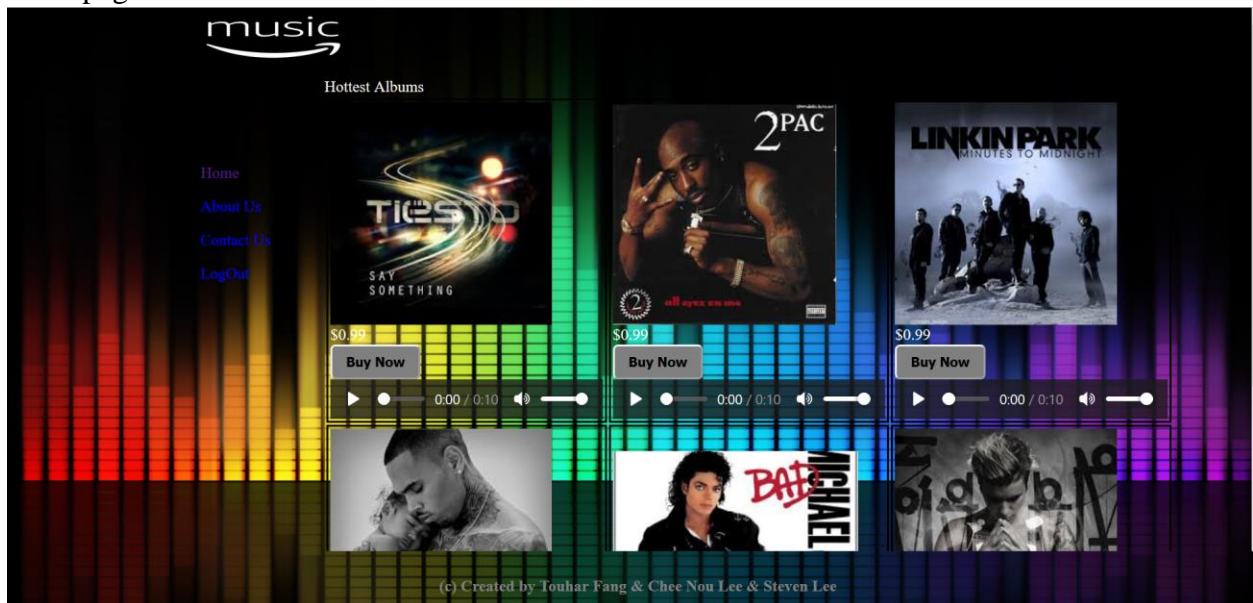 music
Hottest Albums
Home
About Us
Contact Us
LogOut
TIËSTO
SAY
SOMETHING
$0.99
Buy Now
0:00 / 0:10
2PAC
all eyez on me
$0.99
Buy Now
0:00 / 0:10
LINKIN PARK
MINUTES TO MIDNIGHT
$0.99
Buy Now
0:00 / 0:10
BAD
MICHAEL
(c) Created by Touhar Fang & Chee Nou Lee & Steven Lee